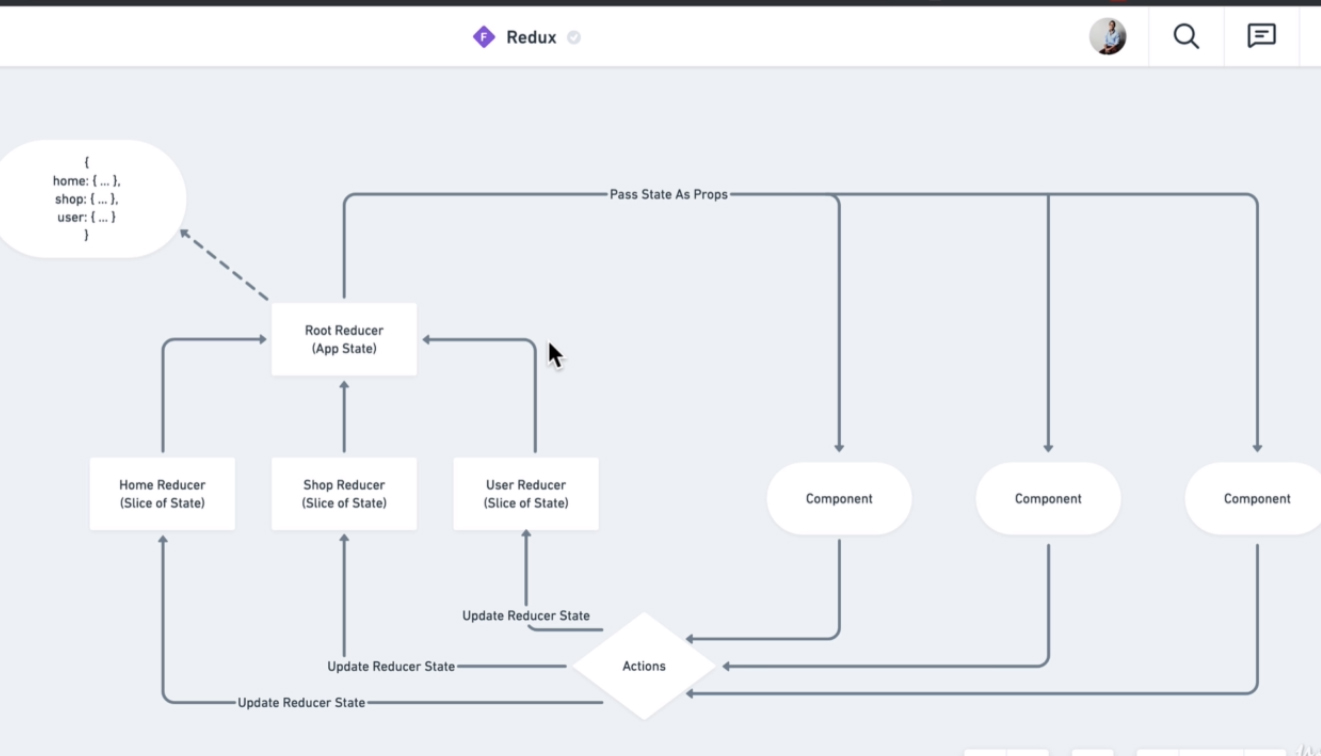 F
Redux
{
home: { ... },
shop: { ... },
user: { ... }
}
Pass State As Props
Root Reducer
(App State)
Home Reducer
(Slice of State)
Shop Reducer
(Slice of State)
User Reducer
(Slice of State)
Component
Component
Component
Update Reducer State
Update Reducer State
Actions
Update Reducer State